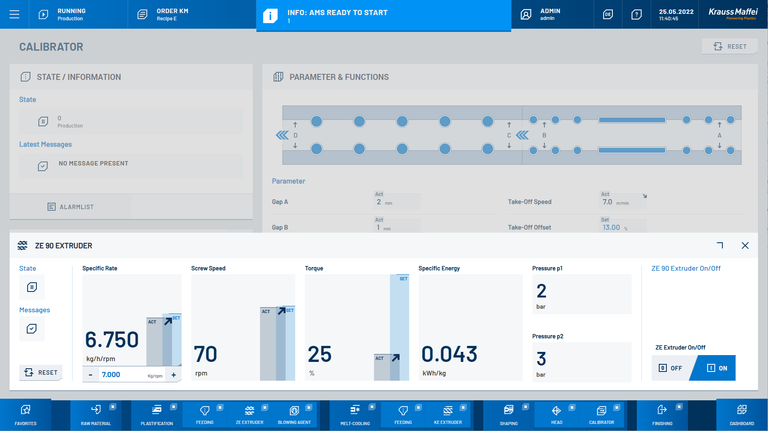 RUNNING
Production
ORDER KM
Recipe E
INFO: AMS READY TO START
1
ADMIN
admin
DE
?
25.05.2022
11:40:45
Krauss Maffei
Pioneering Plastics
CALIBRATOR
RESET
STATE / INFORMATION
State
0
Production
Latest Messages
NO MESSAGE PRESENT
ALARMLIST
PARAMETER & FUNCTIONS
D
C
B
A
Parameter
Gap A
Act
2 mm
Take-Off Speed
Act
7.0
Gap B
Act
1 mm
Take-Off Offset
Set
13.00 %
ZE 90 EXTRUDER
State
Messages
RESET
Specific Rate
ACT
SET
6.750
kg/h/rpm
- 7.000 Kg/rpm +
Screw Speed
ACT
SET
70
rpm
Torque
SET
ACT
25
%
Specific Energy
0.043
kWh/kg
Pressure p1
2
bar
Pressure p2
3
bar
ZE 90 Extruder On/Off
ZE Extruder On/Off
OFF
ON
FAVORITES
RAW MATERIAL
PLASTIFICATION
FEEDING
ZE EXTRUDER
BLOWING AGENT
MELT-COOLING
FEEDING
KE EXTRUDER
SHAPING
HEAD
CALIBRATOR
FINISHING
DASHBOARD